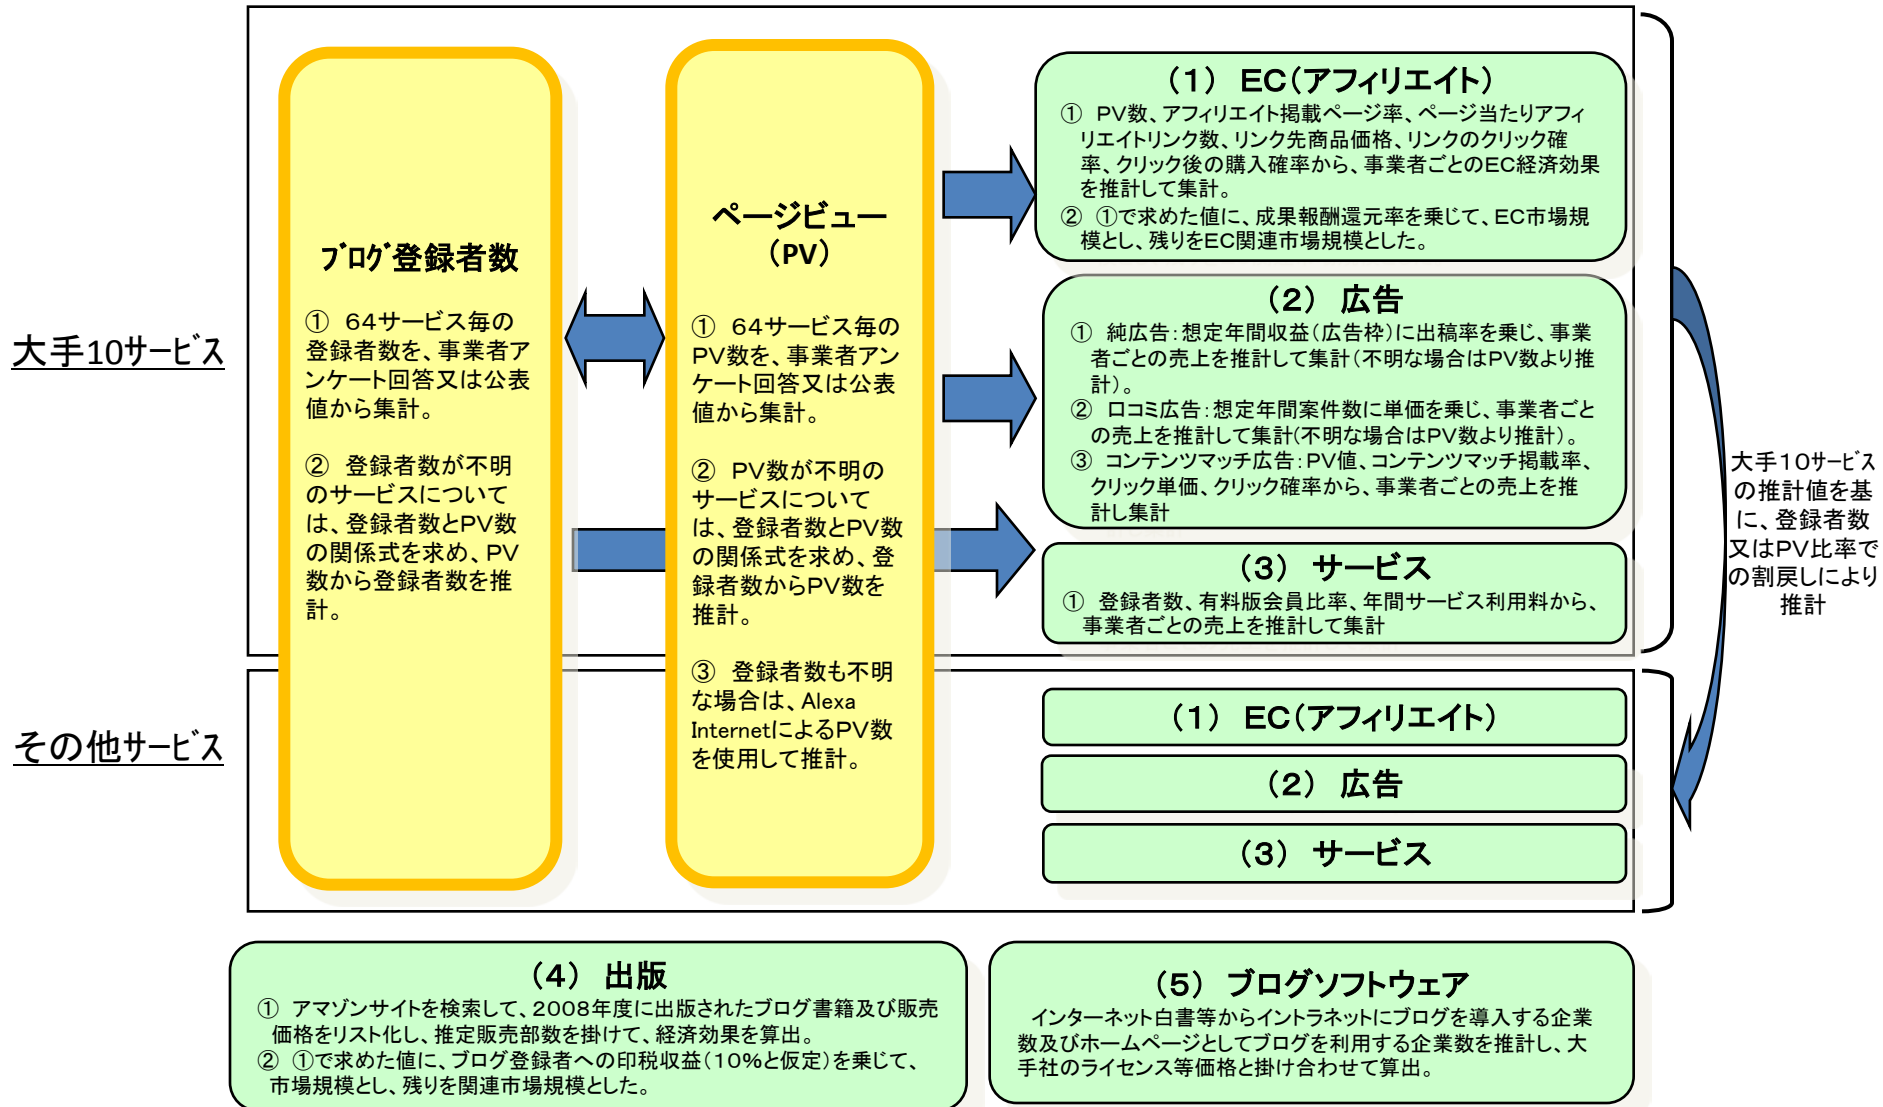 大手10サービス
その他サービス
ブログ登録者数
① 64サービス毎の
登録者数を、事業者ア
ンケート回答又は公表
値から集計。
② 登録者数が不明
のサービスについて
は、登録者数とPV数
の関係式を求め、PV
数から登録者数を推
計。
ページビュー
(PV)
① 64サービス毎の
PV数を、事業者アン
ケート回答又は公表
値から集計。
② PV数が不明の
サービスについて
は、登録者数とPV数
の関係式を求め、登
録者数からPV数を
推計。
③ 登録者数も不明
な場合は、Alexa
InternetによるPV数
を使用して推計。
(1) EC(アフィリエイト)
① PV数、アフィリエイト掲載ページ率、ページ当たりアフィ
リエイトリンク数、リンク先商品価格、リンクのクリック確
率、クリック後の購入確率から、事業者ごとのEC経済効果
を推計して集計。
② ①で求めた値に、成果報酬還元率を乗じて、EC市場規
模とし、残りをEC関連市場規模とした。
(2) 広告
① 純広告:想定年間収益(広告枠)に出稿率を乗じ、事業
者ごとの売上を推計して集計(不明な場合はPV数より推
計)。
② 口コミ広告:想定年間案件数に単価を乗じ、事業者ごと
の売上を推計して集計(不明な場合はPV数より推計)。
③ コンテンツマッチ広告:PV値、コンテンツマッチ掲載率、
クリック単価、クリック確率から、事業者ごとの売上を推
計し集計
(3) サービス
① 登録者数、有料版会員比率、年間サービス利用料から、
事業者ごとの売上を推計して集計
(1) EC(アフィリエイト)
(2) 広告
(3) サービス
大手10サービス
の推計値を基
に、登録者数
又はPV比率で
の割戻しにより
推計
(4) 出版
① アマゾンサイトを検索して、2008年度に出版されたブログ書籍及び販売
価格をリスト化し、推定販売部数を掛けて、経済効果を算出。
② ①で求めた値に、ブログ登録者への印税収益(10%と仮定)を乗じて、
市場規模とし、残りを関連市場規模とした。
(5) ブログソフトウェア
インターネット白書等からイントラネットにブログを導入する企業
数及びホームページとしてブログを利用する企業数を推計し、大
手社のライセンス等価格と掛け合わせて算出。